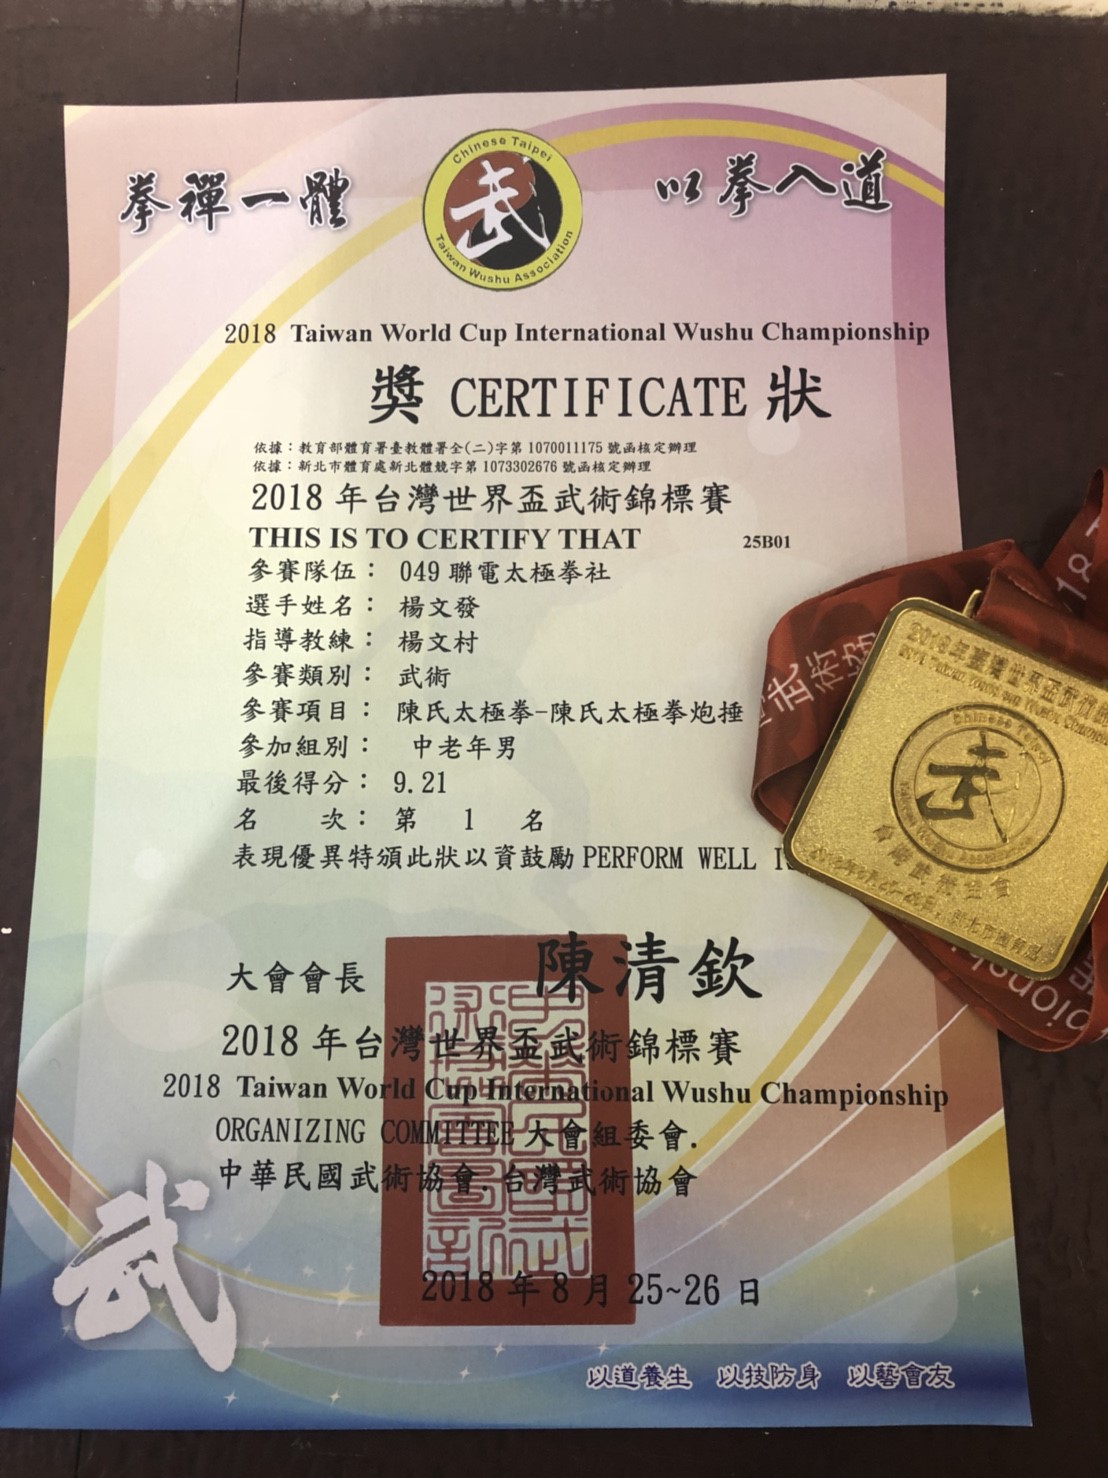 拳禪一體
Chinese Taipei
武
Taiwan Wushu Association
以拳入道
2018 Taiwan World Cup International Wushu Championship
獎 CERTIFICATE 狀
依據：教育部體育署臺教體署全(二)字第 1070011175 號函核定辦理
依據：新北市體育處新北體競字第 1073302676 號函核定辦理
2018 年台灣世界盃武術錦標賽
THIS IS TO CERTIFY THAT 25B01
參賽隊伍： 049 聯電太極拳社
選手姓名： 楊文發
指導教練： 楊文村
參賽類別： 武術
參賽項目： 陳氏太極拳-陳氏太極拳炮捶
參加組別： 中老年男
最後得分： 9.21
名 次： 第 1 名
表現優異特頒此狀以資鼓勵 PERFORM WELL
大會會長 陳清欽
2018 年台灣世界盃武術錦標賽
2018 Taiwan World Cup International Wushu Championship
ORGANIZING COMMITTEE 大會組委會.
中華民國武術協會.台灣武術協會
2018 年 8 月 25~26 日
武
以道養生 以技防身 以藝會友
武術
Chinese Taipei
武